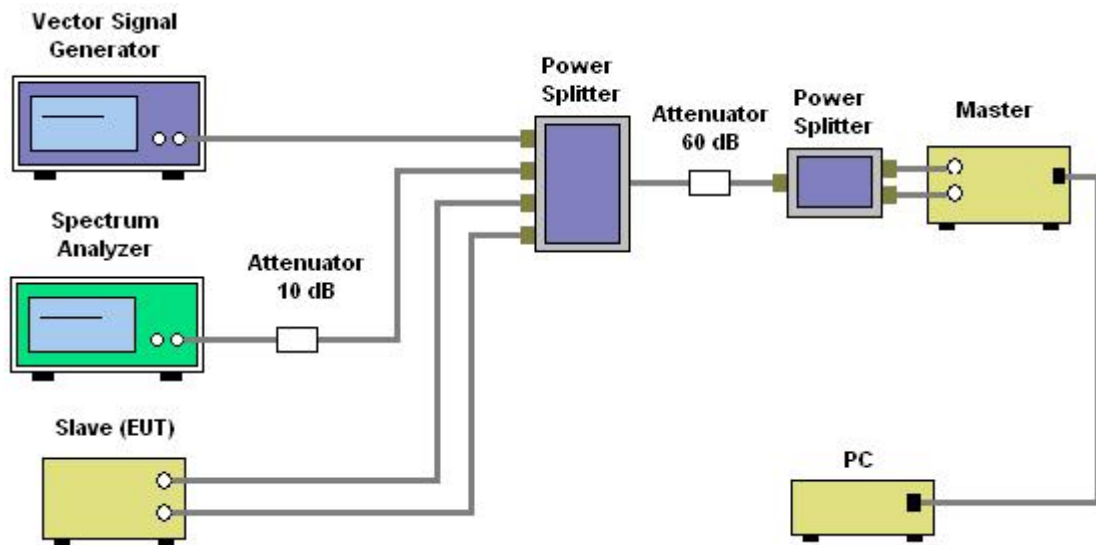 Vector Signal
Generator
Power
Splitter
Attenuator
60 dB
Power
Splitter
Master
Spectrum
Analyzer
Attenuator
10 dB
Slave (EUT)
PC